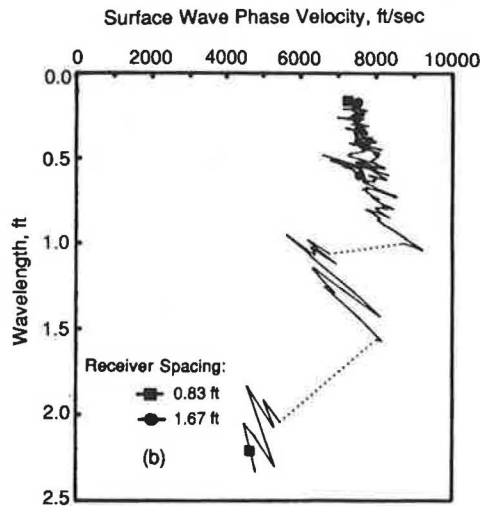 Surface Wave Phase Velocity, ft/sec
0 2000 4000 6000 8000 10000
0.0
0.5
1.0
1.5
2.0
2.5
Wavelength, ft
Receiver Spacing:
0.83 ft
1.67 ft
(b)